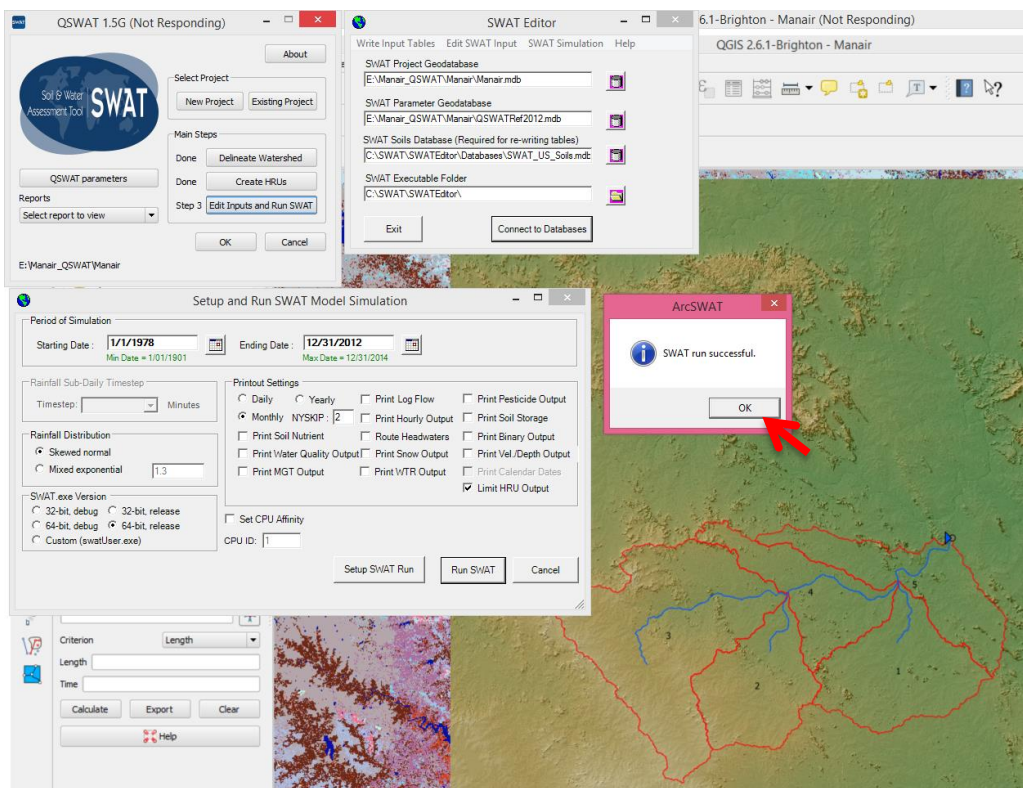 QSWAT 1.5G (Not Responding)
About
Soil & Water
Assessment Tool
SWAT
Select Project
New Project
Existing Project
Main Steps
Done
Delineate Watershed
QSWAT parameters
Done
Create HRUs
Reports
Select report to view
Step 3
Edit Inputs and Run SWAT
OK
Cancel
E:\Manair_QSWAT\Manair
SWAT Editor
Write Input Tables Edit SWAT Input SWAT Simulation Help
SWAT Project Geodatabase
E:\Manair_QSWAT\Manair\Manair.mdb
SWAT Parameter Geodatabase
E:\Manair_QSWAT\Manair\QSWATRef2012.mdb
SWAT Soils Database (Required for re-writing tables)
C:\SWAT\SWATEditor\Databases\SWAT_US_Soils.mdb
SWAT Executable Folder
C:\SWAT\SWATEditor\
Exit
Connect to Databases
6.1-Brighton - Manair (Not Responding)
QGIS 2.6.1-Brighton - Manair
Setup and Run SWAT Model Simulation
Period of Simulation
Starting Date : 1/1/1978
Min Date = 1/01/1901
Ending Date : 12/31/2012
Max Date = 12/31/2014
Rainfall Sub-Daily Timestep
Timestep: Minutes
Rainfall Distribution
Skewed normal
Mixed exponential 1.3
SWAT.exe Version
32-bit, debug 32-bit, release
64-bit, debug 64-bit, release
Custom (swatUser.exe)
Printout Settings
Daily Yearly Print Log Flow Print Pesticide Output
Monthly NYSKIP : 2 Print Hourly Output Print Soil Storage
Print Soil Nutrient Route Headwaters Print Binary Output
Print Water Quality Output Print Snow Output Print Vel./Depth Output
Print MGT Output Print WTR Output Print Calendar Dates
Limit HRU Output
Set CPU Affinity
CPU ID: 1
Setup SWAT Run
Run SWAT
Cancel
ArcSWAT
SWAT run successful.
OK
Criterion Length
Length
Time
Calculate Export Clear
Help
5
4
3
1
2